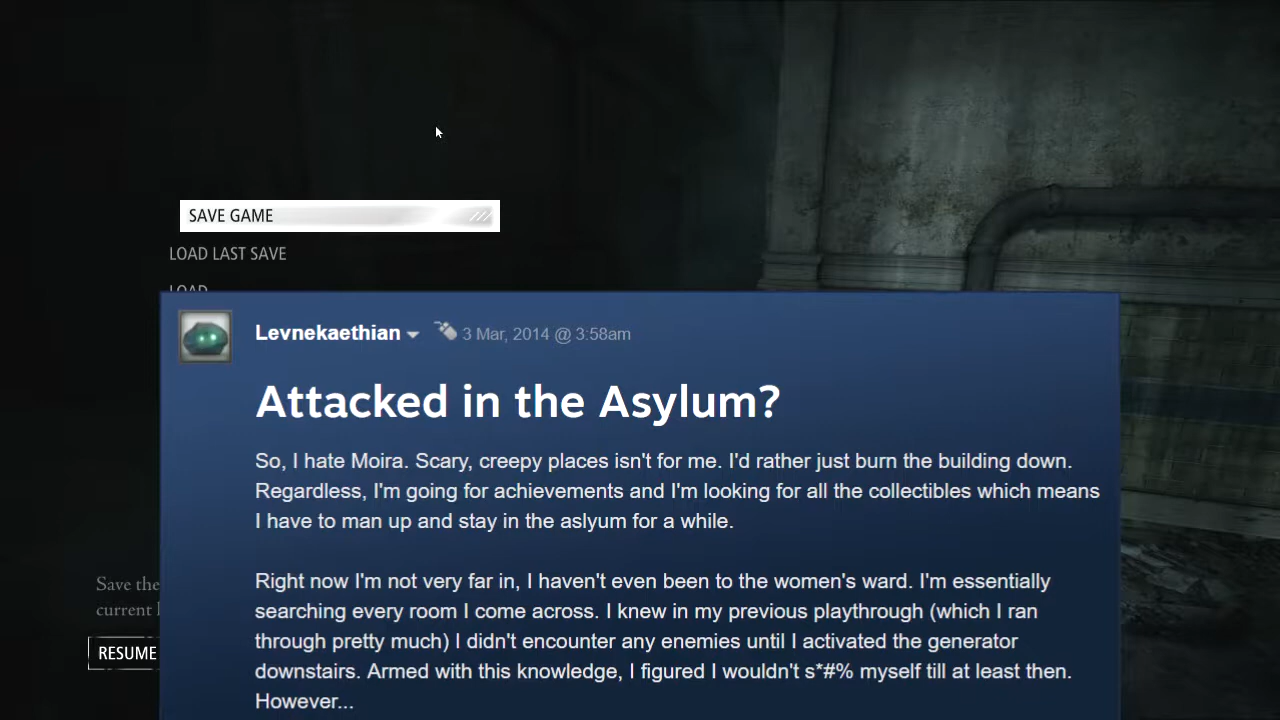 SAVE GAME
LOAD LAST SAVE
LOAD
Levnekaethian 3 Mar, 2014 @ 3:58am
Attacked in the Asylum?
So, I hate Moira. Scary, creepy places isn't for me. I'd rather just burn the building down.
Regardless, I'm going for achievements and I'm looking for all the collectibles which means
I have to man up and stay in the aslyum for a while.
Right now I'm not very far in, I haven't even been to the women's ward. I'm essentially
searching every room I come across. I knew in my previous playthrough (which I ran
through pretty much) I didn't encounter any enemies until I activated the generator
downstairs. Armed with this knowledge, I figured I wouldn't s*#% myself till at least then.
However...
Save the
current
RESUME